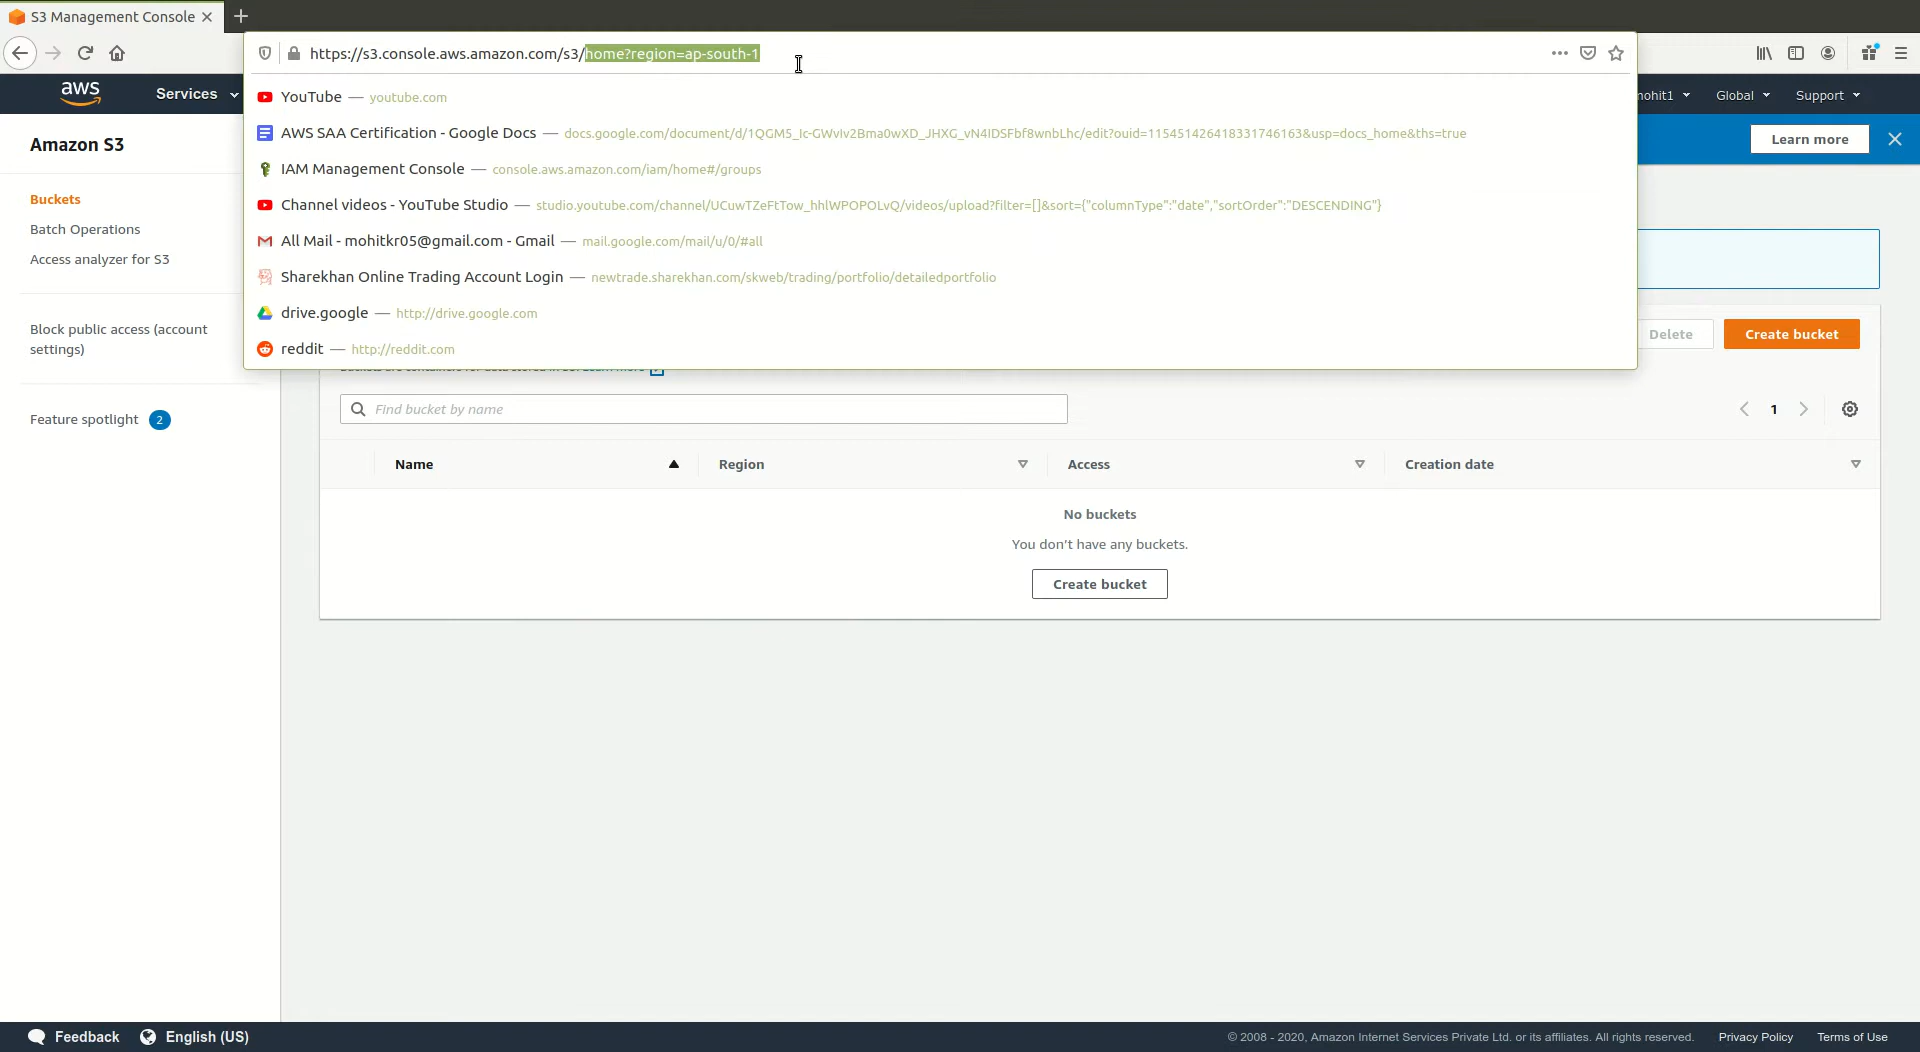 S3 Management Console
https://s3.console.aws.amazon.com/s3/home?region=ap-south-1
aws
Services
mohit1
Global
Support
YouTube — youtube.com
AWS SAA Certification - Google Docs — docs.google.com/document/d/1QGM5_Ic-GWvIv2Bma0wXD_JHXG_vN4IDSFbf8wnbLhc/edit?ouid=115451426418331746163&usp=docs_home&ths=true
IAM Management Console — console.aws.amazon.com/iam/home#/groups
Channel videos - YouTube Studio — studio.youtube.com/channel/UCuwTZeFtTow_hhlWPOPOLvQ/videos/upload?filter=[]&sort={"columnType":"date","sortOrder":"DESCENDING"}
All Mail - mohitkr05@gmail.com - Gmail — mail.google.com/mail/u/0/#all
Sharekhan Online Trading Account Login — newtrade.sharekhan.com/skweb/trading/portfolio/detailedportfolio
drive.google — http://drive.google.com
reddit — http://reddit.com
Learn more
Amazon S3
Buckets
Batch Operations
Access analyzer for S3
Block public access (account
settings)
Feature spotlight 2
Delete
Create bucket
Find bucket by name
1
Name
Region
Access
Creation date
No buckets
You don't have any buckets.
Create bucket
Feedback
English (US)
© 2008 - 2020, Amazon Internet Services Private Ltd. or its affiliates. All rights reserved.
Privacy Policy
Terms of Use